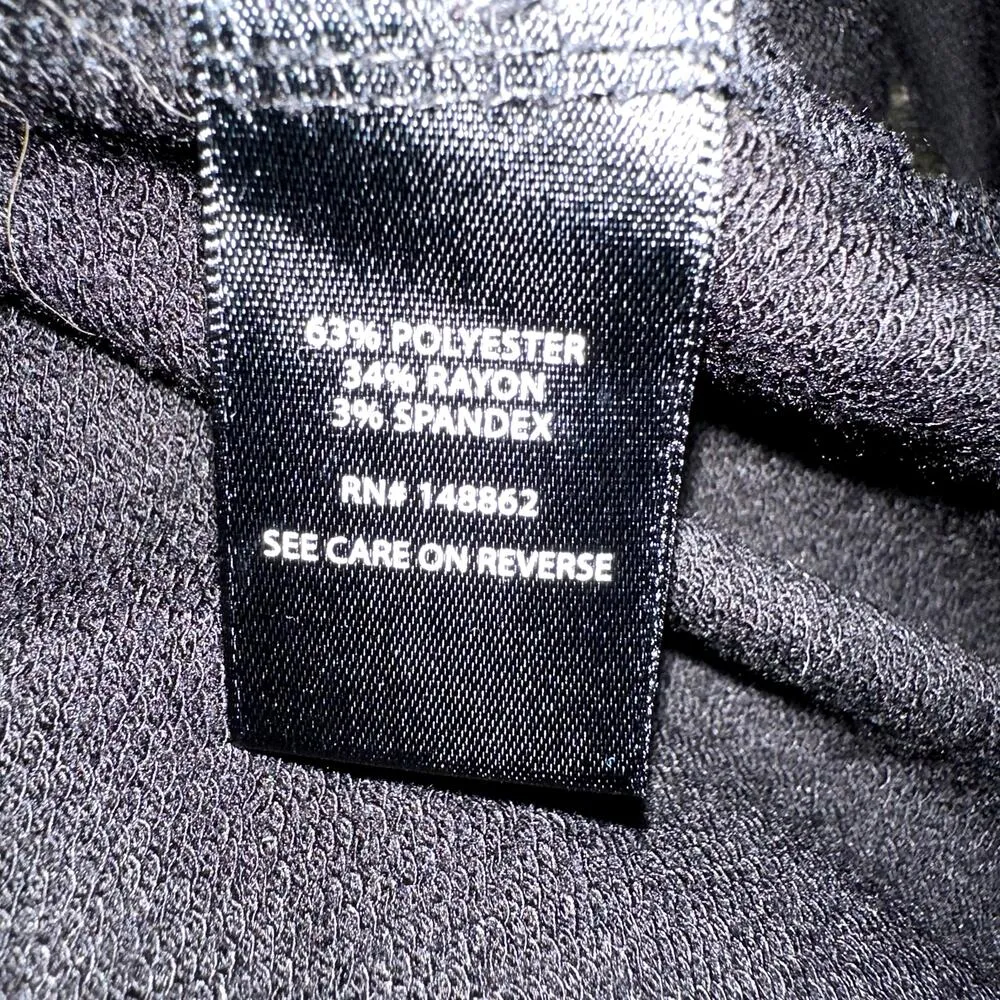 63% POLYESTER
34% RAYON
3% SPANDEX
RN# 148862
SEE CARE ON REVERSE